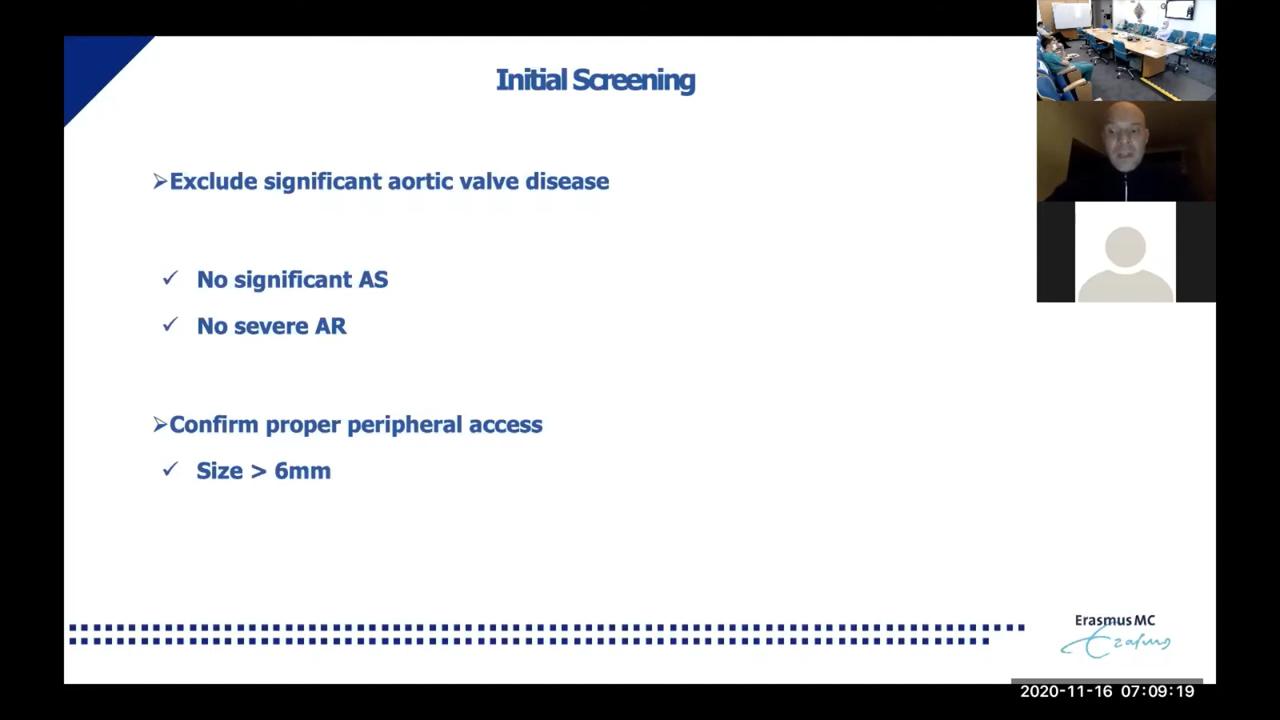 Initial Screening
➢Exclude significant aortic valve disease
✓ No significant AS
✓ No severe AR
➢Confirm proper peripheral access
✓ Size > 6mm
Erasmus MC
Erasmus
2020-11-16 07:09:19